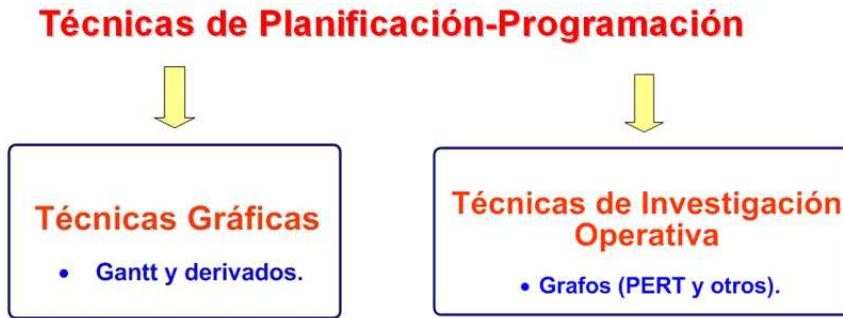 Técnicas de Planificación-Programación
Técnicas Gráficas
• Gantt y derivados.
Técnicas de Investigación
Operativa
• Grafos (PERT y otros).